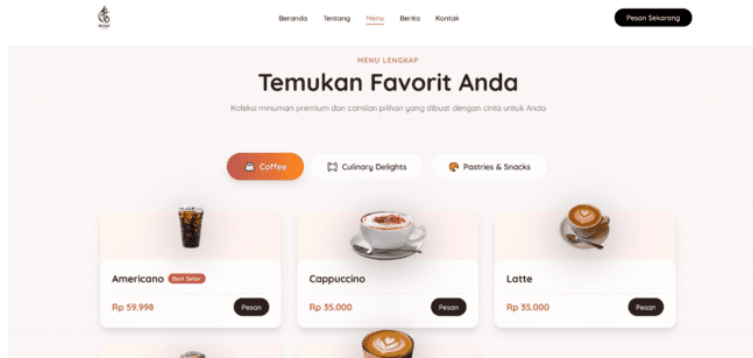 Beranda Tentang Menu Berita Kontak Pesan Sekarang
MENU LENGKAP
Temukan Favorit Anda
Koleksi minuman premium dan camilan pilihan yang dibuat dengan cinta untuk Anda
Coffee Culinary Delights Pastries & Snacks
Americano Best Seller Cappuccino Latte
Rp 59.998 Pesan Rp 35.000 Pesan Rp 35.000 Pesan